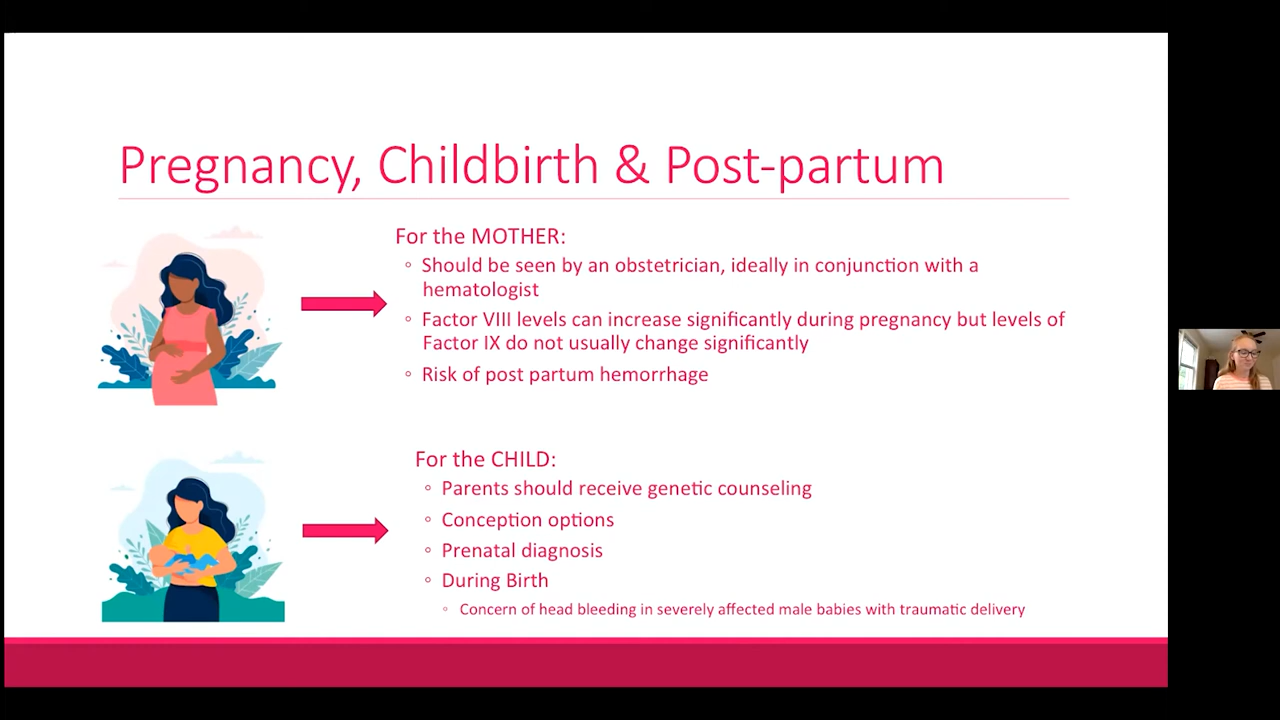 Pregnancy, Childbirth & Post-partum
For the MOTHER:
◦ Should be seen by an obstetrician, ideally in conjunction with a
hematologist
◦ Factor VIII levels can increase significantly during pregnancy but levels of
Factor IX do not usually change significantly
◦ Risk of post partum hemorrhage
For the CHILD:
◦ Parents should receive genetic counseling
◦ Conception options
◦ Prenatal diagnosis
◦ During Birth
◦ Concern of head bleeding in severely affected male babies with traumatic delivery